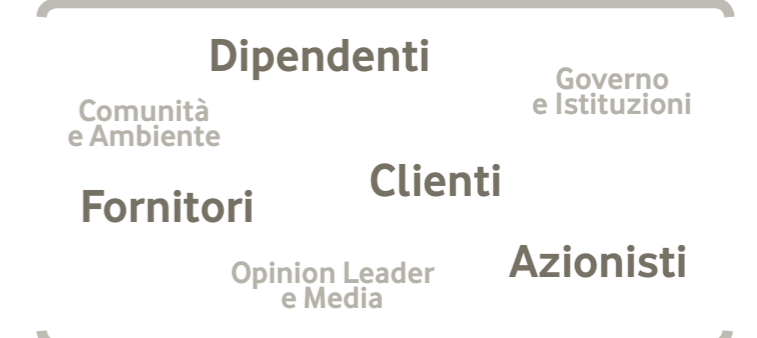 Dipendenti
Governo
e Istituzioni
Comunità
e Ambiente
Clienti
Fornitori
Azionisti
Opinion Leader
e Media